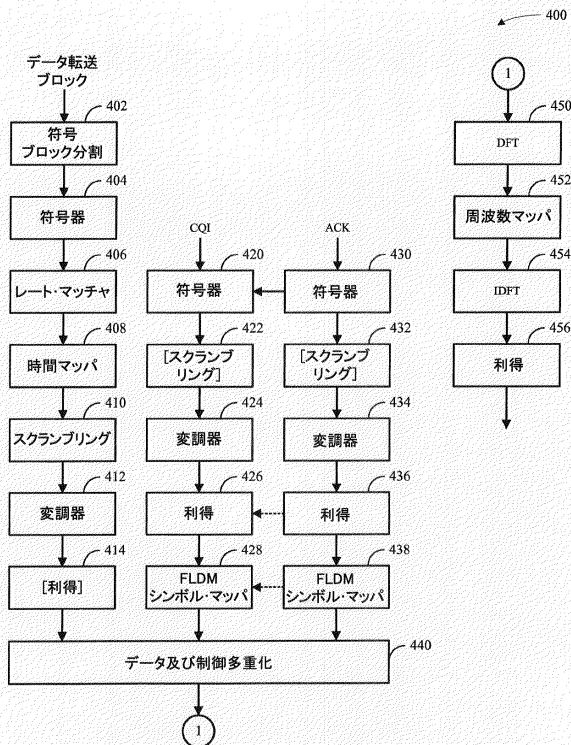 400
データ転送
ブロック
402
符号
ブロック分割
404
符号器
406
レート・マッチャ
408
時間マッパ
410
スクランブリング
412
変調器
414
[利得]
CQI
420
符号器
422
[スクランブ
リング]
424
変調器
426
利得
428
FLDM
シンボル・マッパ
ACK
430
符号器
432
[スクランブ
リング]
434
変調器
436
利得
438
FLDM
シンボル・マッパ
440
データ及び制御多重化
1
1
450
DFT
452
周波数マッパ
454
IDFT
456
利得